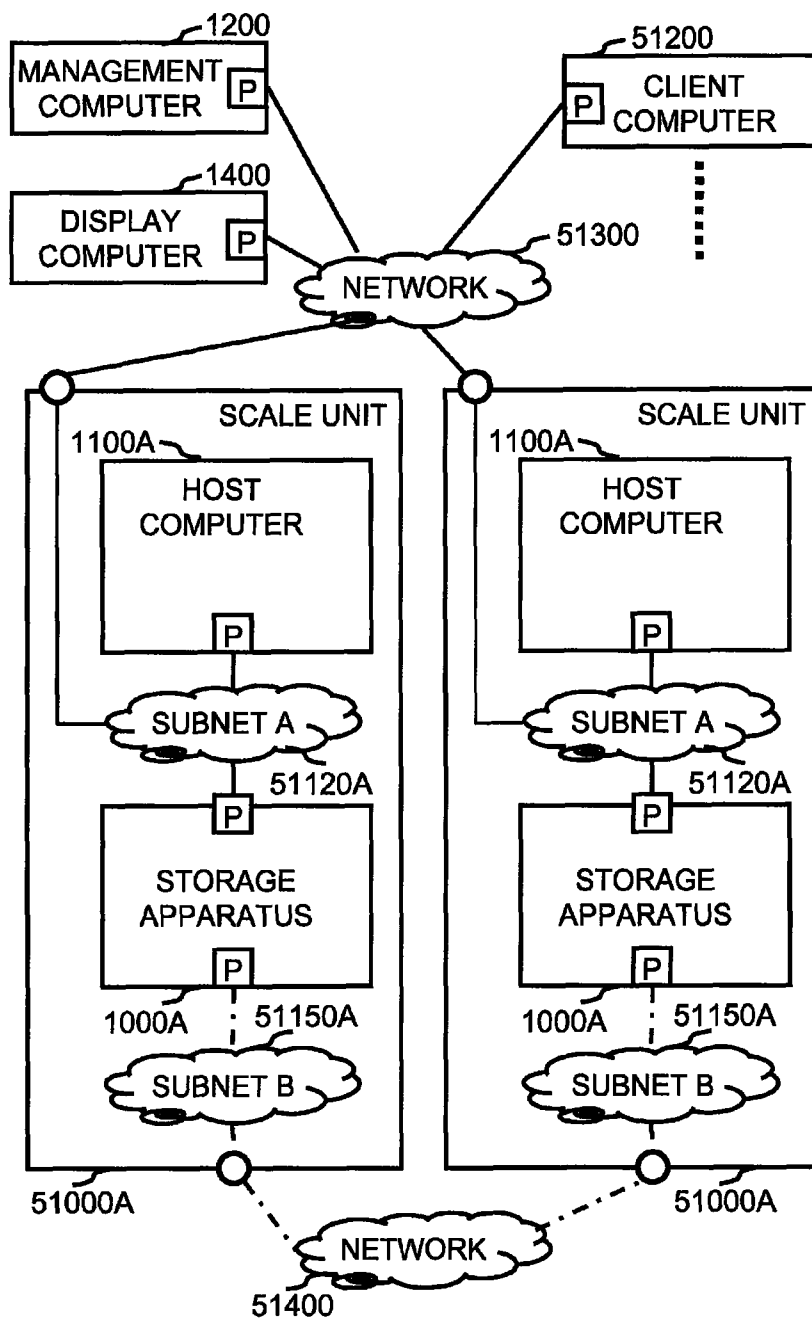 1200
MANAGEMENT
COMPUTER
P
51200
CLIENT
COMPUTER
P
1400
DISPLAY
COMPUTER
P
51300
NETWORK
SCALE UNIT
1100A
HOST
COMPUTER
P
SUBNET A
51120A
P
STORAGE
APPARATUS
P
1000A
51150A
SUBNET B
51000A
SCALE UNIT
1100A
HOST
COMPUTER
P
SUBNET A
51120A
P
STORAGE
APPARATUS
P
1000A
51150A
SUBNET B
51000A
NETWORK
51400